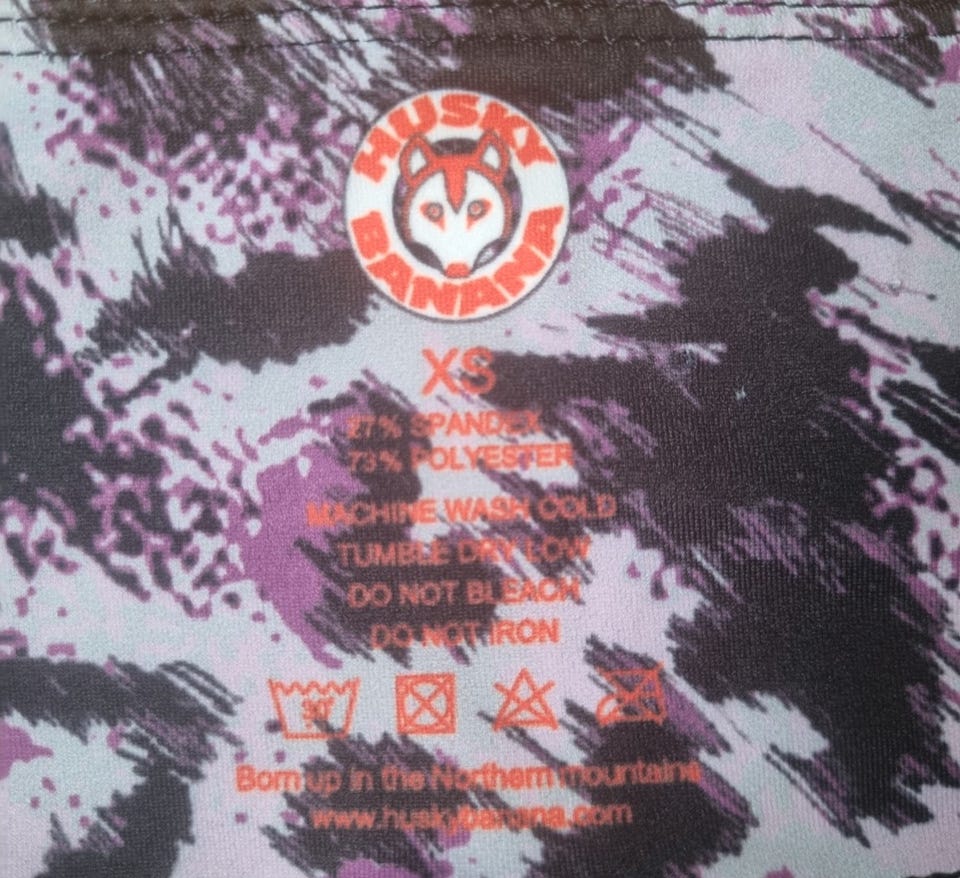 HUSKY
BANANA
XS
27% SPANDEX
73% POLYESTER
MACHINE WASH COLD
TUMBLE DRY LOW
DO NOT BLEACH
DO NOT IRON
30°
Born up in the Northern mountains
www.huskybanana.com